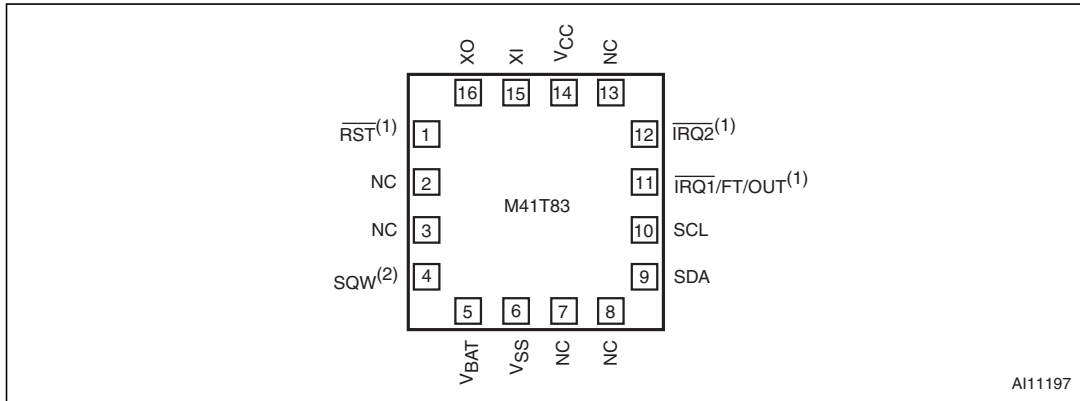 XO XI VCC NC
16 15 14 13
RST(1) 1 12 IRQ2(1)
NC 2 11 IRQ1/FT/OUT(1)
M41T83
NC 3 10 SCL
SQW(2) 4 9 SDA
5 6 7 8
VBAT VSS NC NC
AI11197